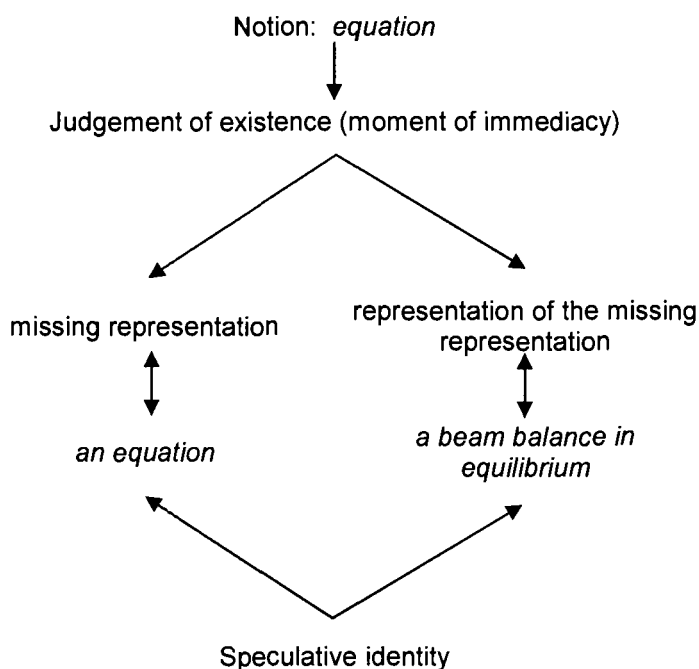 Notion: equation
Judgement of existence (moment of immediacy)
missing representation
representation of the missing
representation
an equation
a beam balance in
equilibrium
Speculative identity